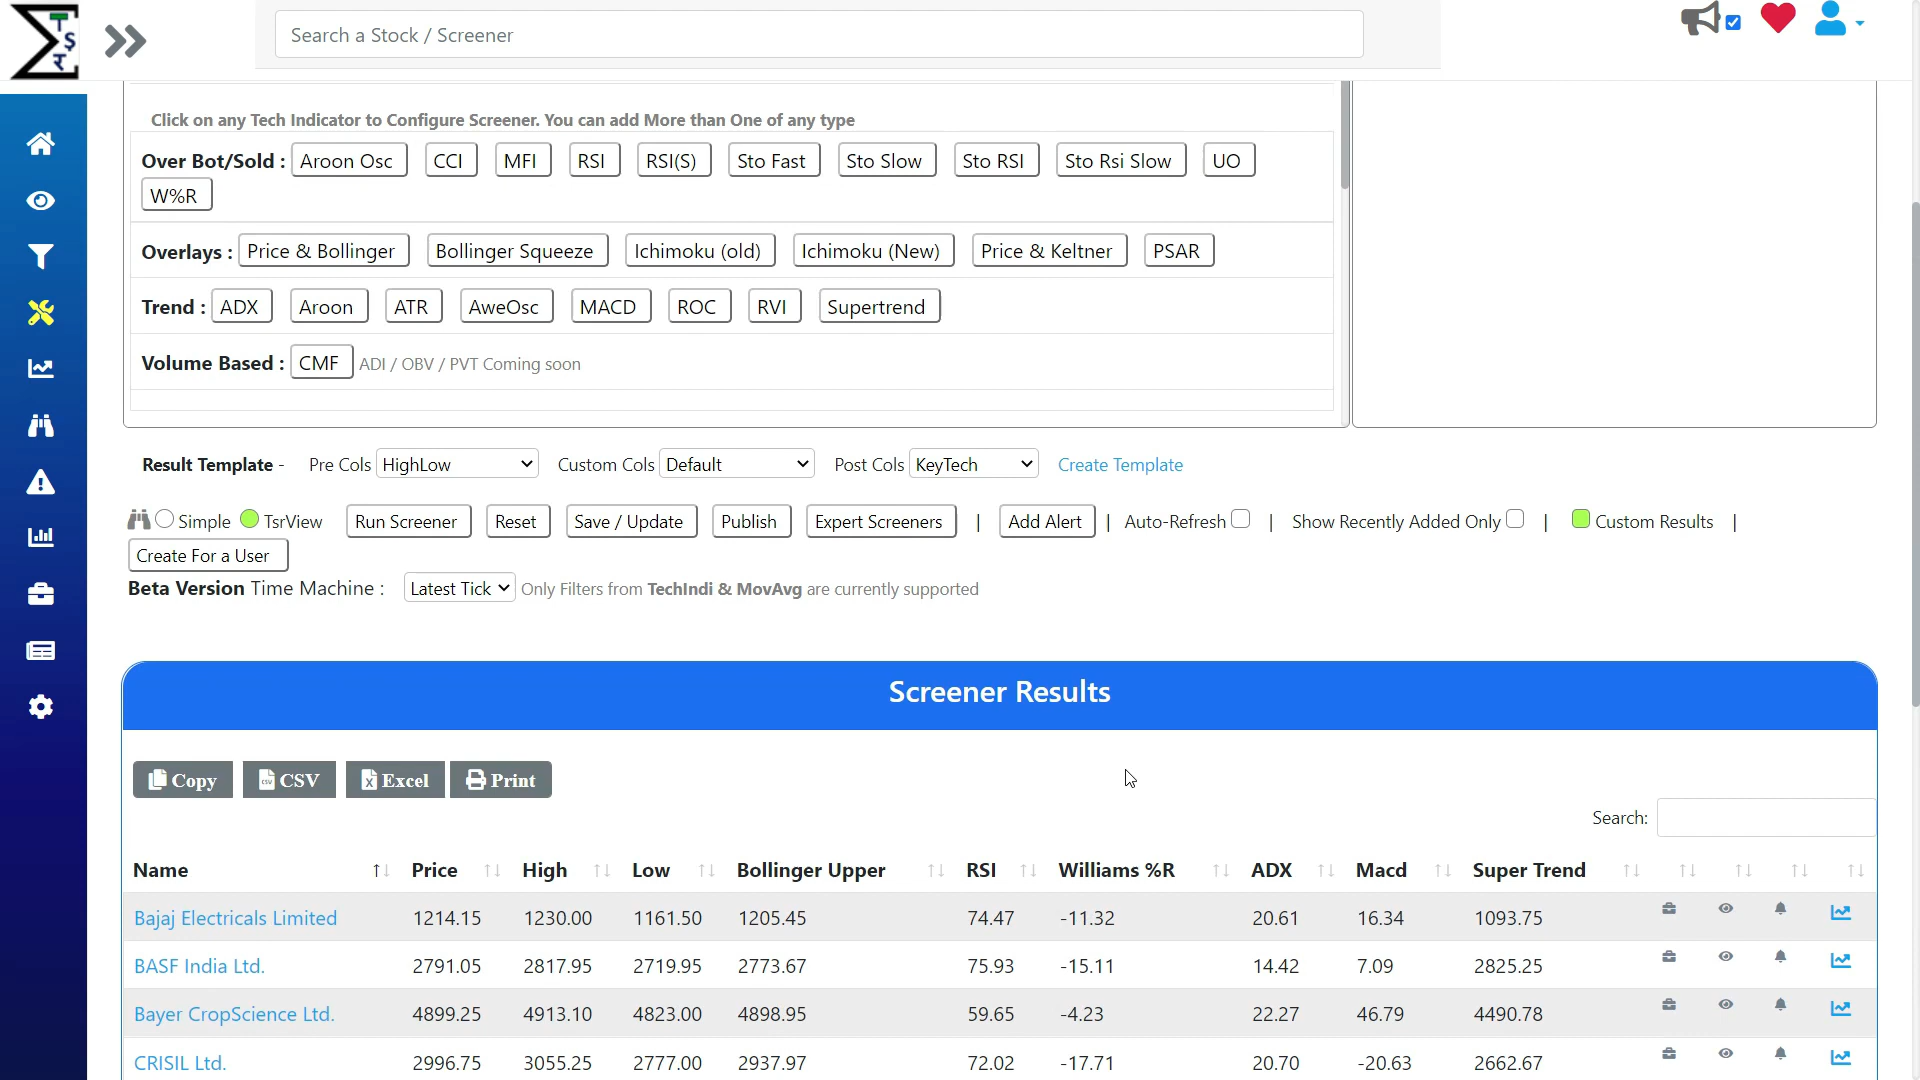 T
$
₹
Search a Stock / Screener
Click on any Tech Indicator to Configure Screener. You can add More than One of any type
Over Bot/Sold : Aroon Osc CCI MFI RSI RSI(S) Sto Fast Sto Slow Sto RSI Sto Rsi Slow UO
W%R
Overlays : Price & Bollinger Bollinger Squeeze Ichimoku (old) Ichimoku (New) Price & Keltner PSAR
Trend : ADX Aroon ATR AweOsc MACD ROC RVI Supertrend
Volume Based : CMF ADI / OBV / PVT Coming soon
Result Template - Pre Cols HighLow Custom Cols Default Post Cols KeyTech Create Template
Simple TsrView Run Screener Reset Save / Update Publish Expert Screeners | Add Alert | Auto-Refresh | Show Recently Added Only | Custom Results |
Create For a User
Beta Version Time Machine : Latest Tick Only Filters from TechIndi & MovAvg are currently supported
Screener Results
Copy CSV Excel Print
Search:
Name Price High Low Bollinger Upper RSI Williams %R ADX Macd Super Trend
Bajaj Electricals Limited 1214.15 1230.00 1161.50 1205.45 74.47 -11.32 20.61 16.34 1093.75
BASF India Ltd. 2791.05 2817.95 2719.95 2773.67 75.93 -15.11 14.42 7.09 2825.25
Bayer CropScience Ltd. 4899.25 4913.10 4823.00 4898.95 59.65 -4.23 22.27 46.79 4490.78
CRISIL Ltd. 2996.75 3055.25 2777.00 2937.97 72.02 -17.71 20.70 -20.63 2662.67